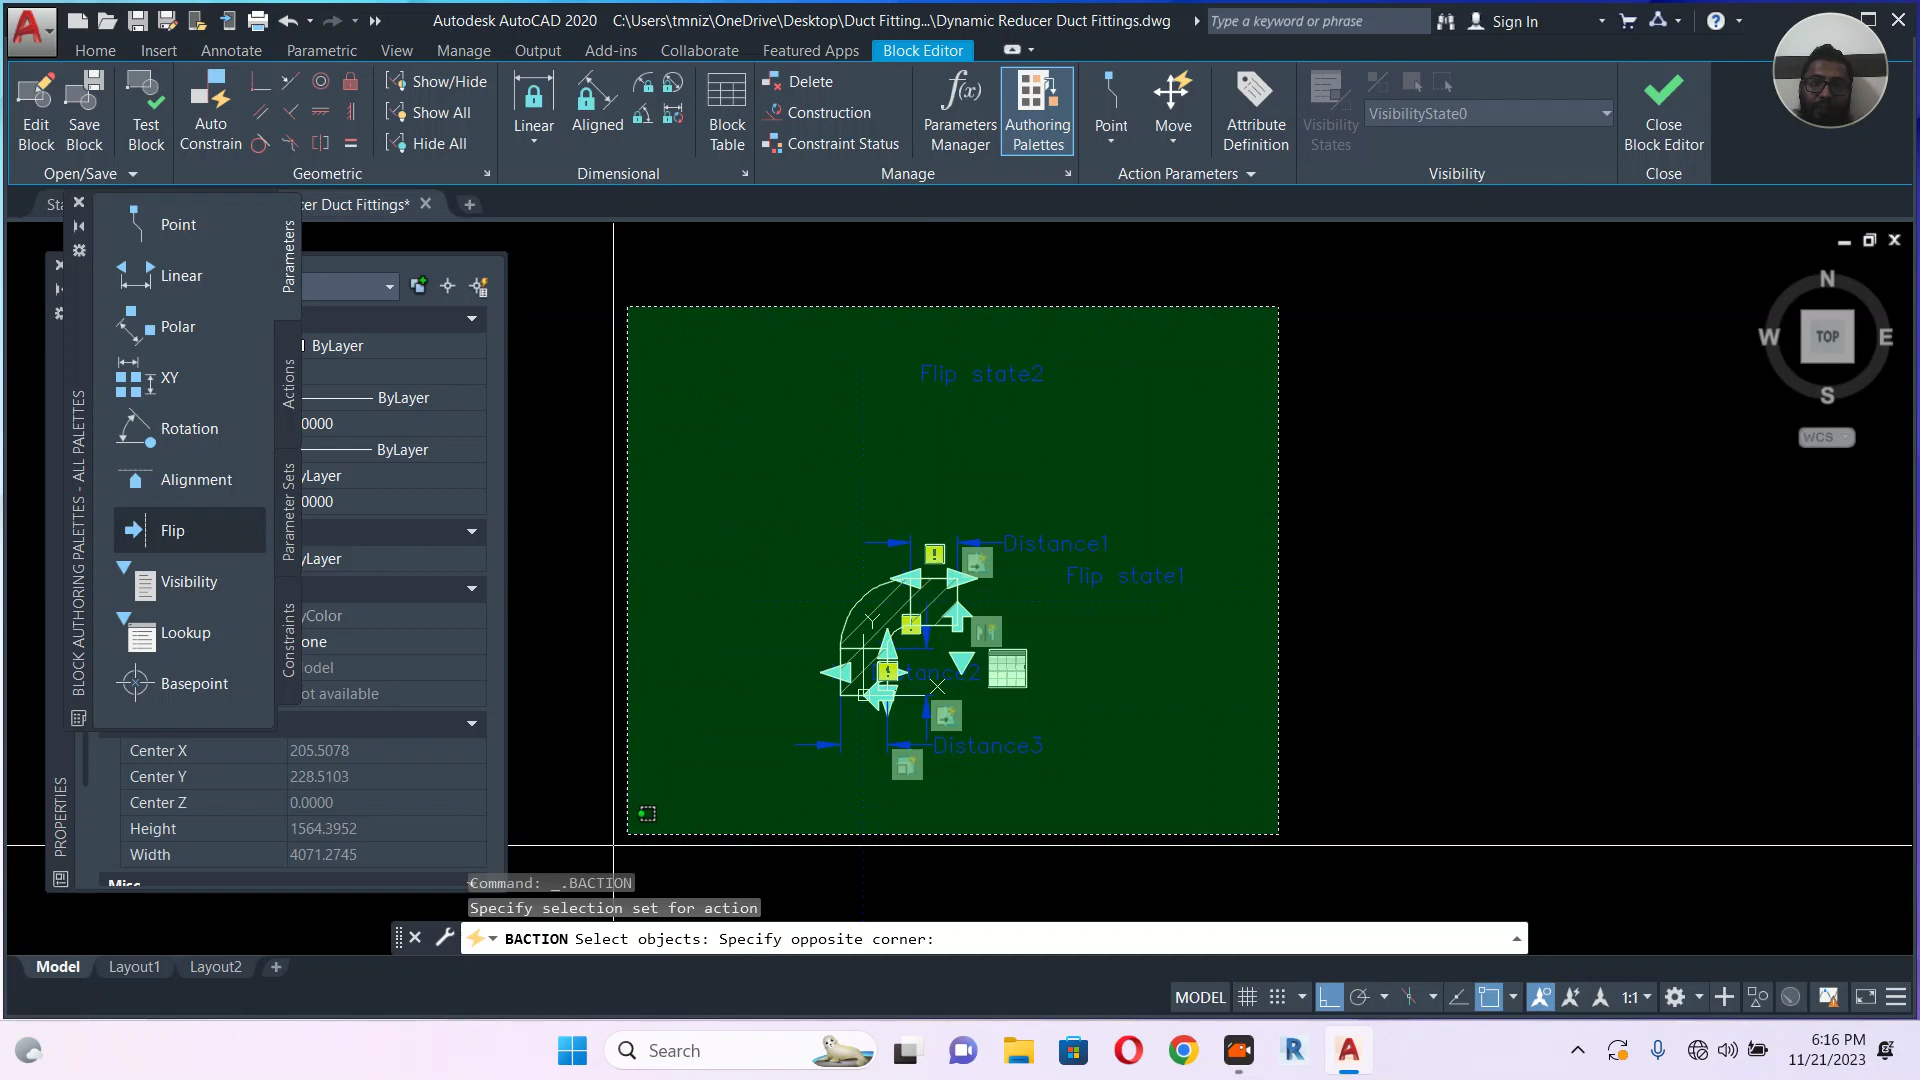 Autodesk AutoCAD 2020 C:\Users\tmniz\OneDrive\Desktop\Duct Fitting...\Dynamic Reducer Duct Fittings.dwg
Type a keyword or phrase
Sign In
Home Insert Annotate Parametric View Manage Output Add-ins Collaborate Featured Apps Block Editor
Edit Block
Save Block
Test Block
Open/Save
Auto Constrain
Show/Hide
Show All
Hide All
Geometric
Linear
Aligned
Dimensional
Block Table
Delete
Construction
Constraint Status
Parameters Manager
Authoring Palettes
Manage
Point
Move
Action Parameters
Attribute Definition
Visibility States
VisibilityState0
Visibility
Close Block Editor
Close
Sta
cer Duct Fittings*
Point
Linear
Polar
XY
Rotation
Alignment
Flip
Visibility
Lookup
Basepoint
Parameters
Actions
Parameter Sets
Constraints
BLOCK AUTHORING PALETTES - ALL PALETTES
PROPERTIES
ByLayer
ByLayer
0000
ByLayer
yLayer
0000
yLayer
yColor
one
odel
ot available
Center X 205.5078
Center Y 228.5103
Center Z 0.0000
Height 1564.3952
Width 4071.2745
Misc
Flip state2
Distance1
Flip state1
Distance2
Distance3
Y
N
W TOP E
S
WCS
Command: _.BACTION
Specify selection set for action
BACTION Select objects: Specify opposite corner:
Model Layout1 Layout2
MODEL
1:1
Search
6:16 PM
11/21/2023